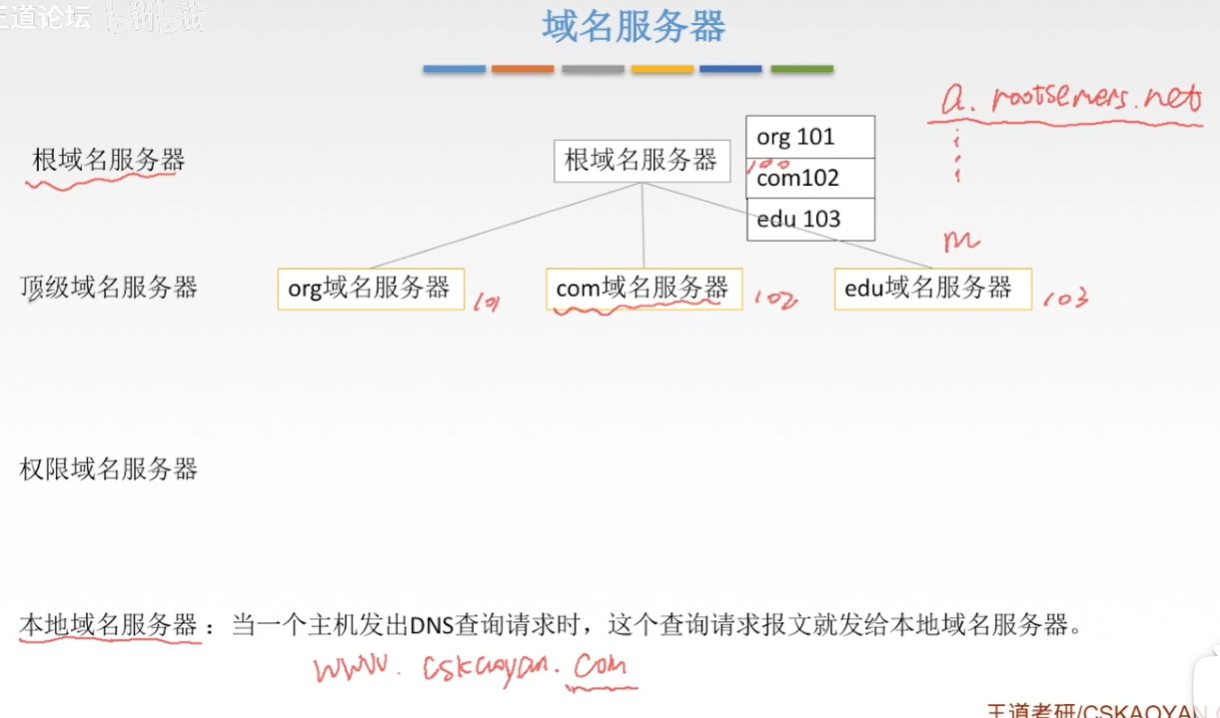 王道论坛 bilibili
域名服务器
a. rootservers.net
根域名服务器
根域名服务器
org 101
100
com102
edu 103
m
顶级域名服务器
org域名服务器
101
com域名服务器
102
edu域名服务器
103
权限域名服务器
本地域名服务器：当一个主机发出DNS查询请求时，这个查询请求报文就发给本地域名服务器。
www. cskaoyan. com
王道考研/CSKAOYAN